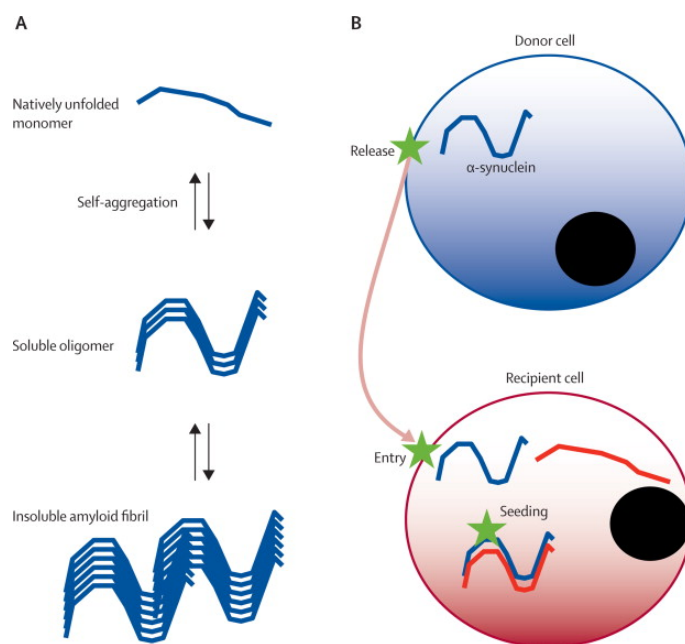 A
Natively unfolded
monomer
Self-aggregation
Soluble oligomer
Insoluble amyloid fibril
B
Donor cell
Release
α-synuclein
Recipient cell
Entry
Seeding